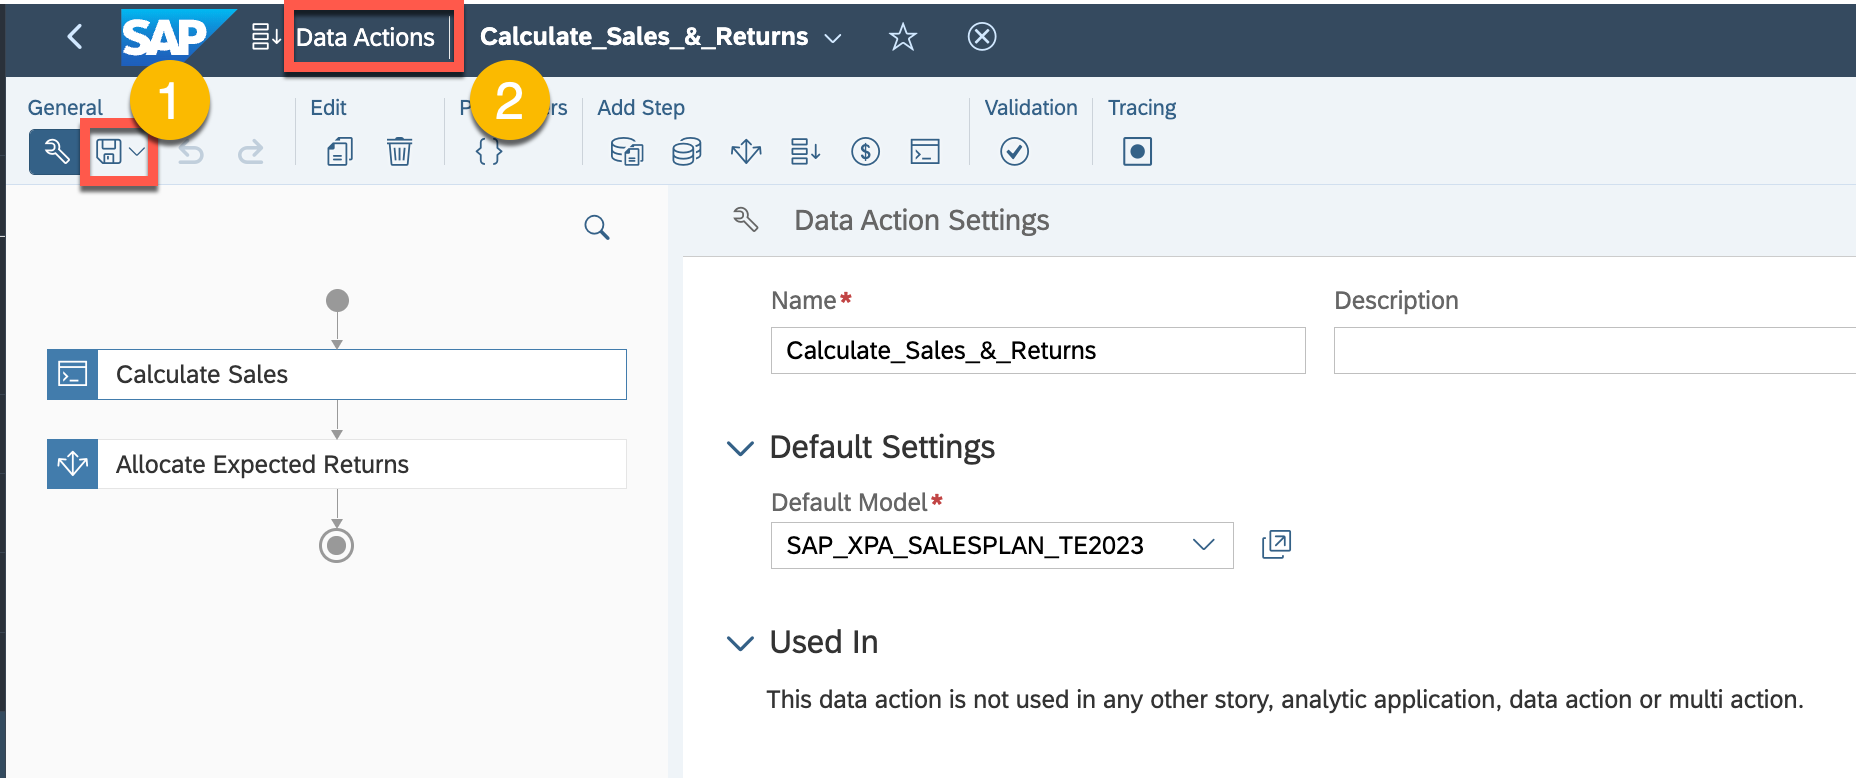 SAP Data Actions Calculate_Sales_&_Returns
1 2
General Edit Add Step Validation Tracing
Data Action Settings
Name* Description
Calculate_Sales_&_Returns
Calculate Sales
Default Settings
Allocate Expected Returns
Default Model*
SAP_XPA_SALESPLAN_TE2023
Used In
This data action is not used in any other story, analytic application, data action or multi action.